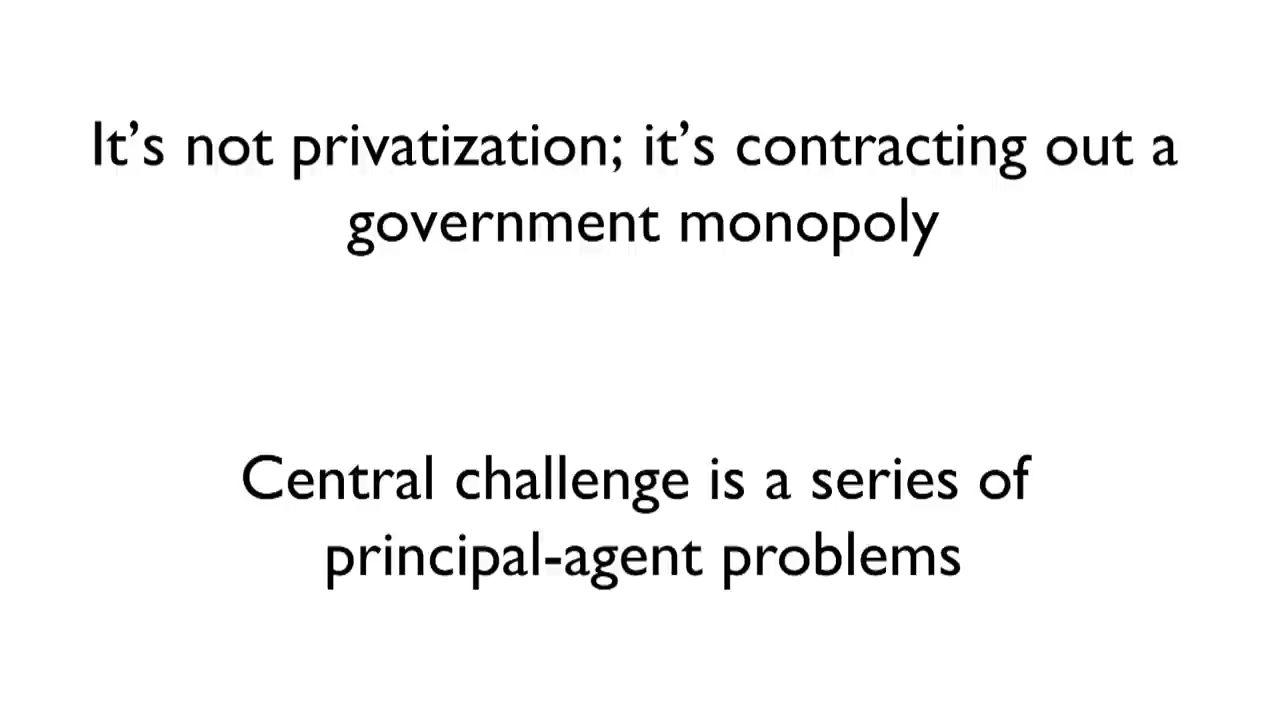 It’s not privatization; it’s contracting out a
government monopoly
Central challenge is a series of
principal-agent problems